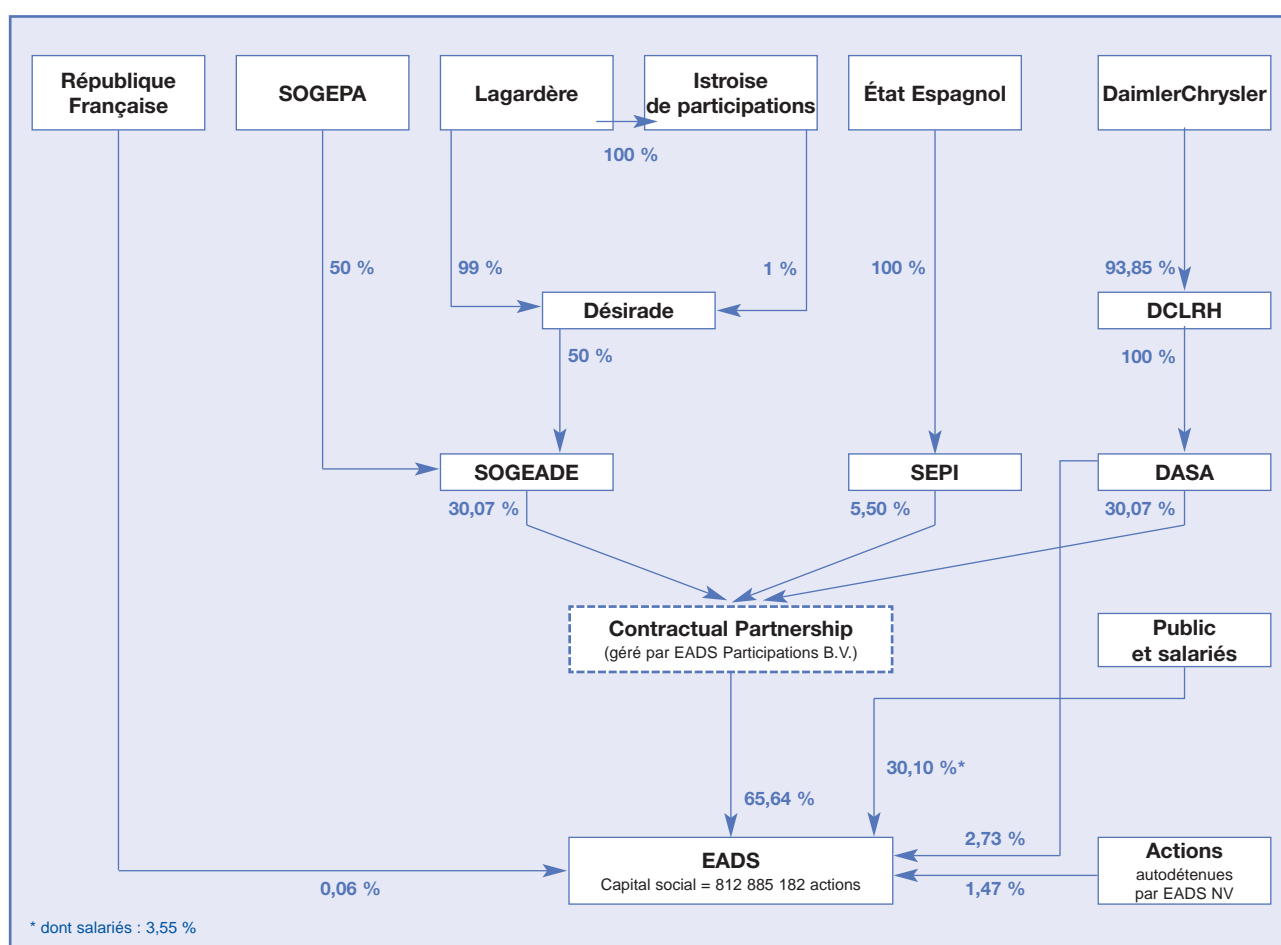 République
Française
SOGEPA
Lagardère
Istroise
de participations
État Espagnol
DaimlerChrysler
100 %
50 %
99 %
1 %
100 %
93,85 %
Désirade
DCLRH
50 %
100 %
SOGEADE
SEPI
DASA
30,07 %
5,50 %
30,07 %
Contractual Partnership
(géré par EADS Participations B.V.)
Public
et salariés
30,10 %*
65,64 %
2,73 %
EADS
Capital social = 812 885 182 actions
Actions
autodétenues
par EADS NV
0,06 %
1,47 %
* dont salariés : 3,55 %